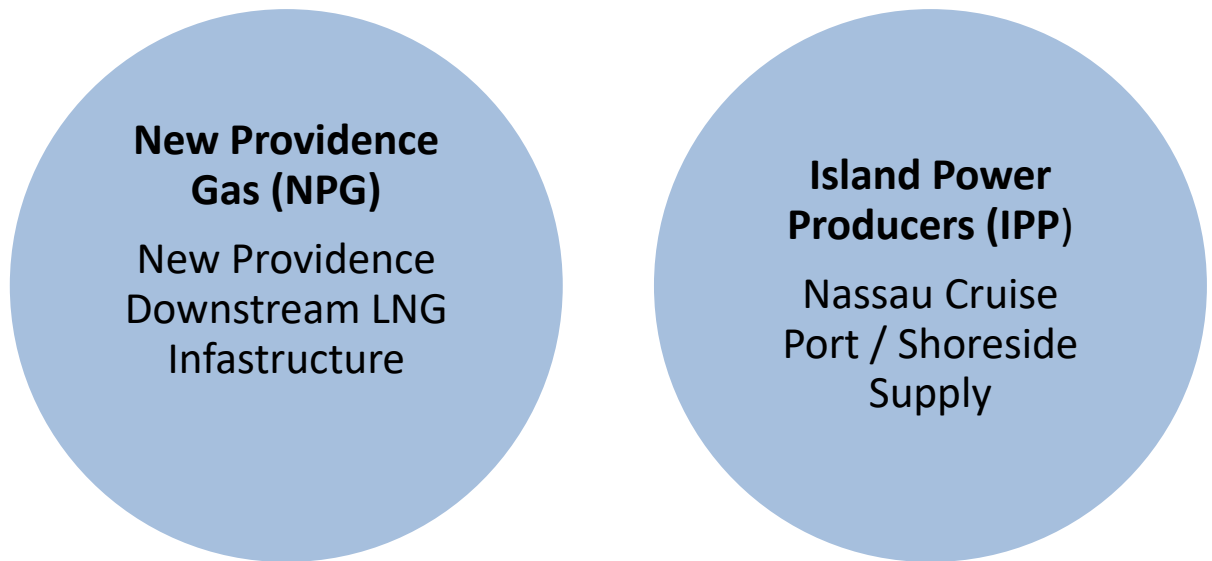 New Providence
Gas (NPG)
New Providence
Downstream LNG
Infastructure
Island Power
Producers (IPP)
Nassau Cruise
Port / Shoreside
Supply